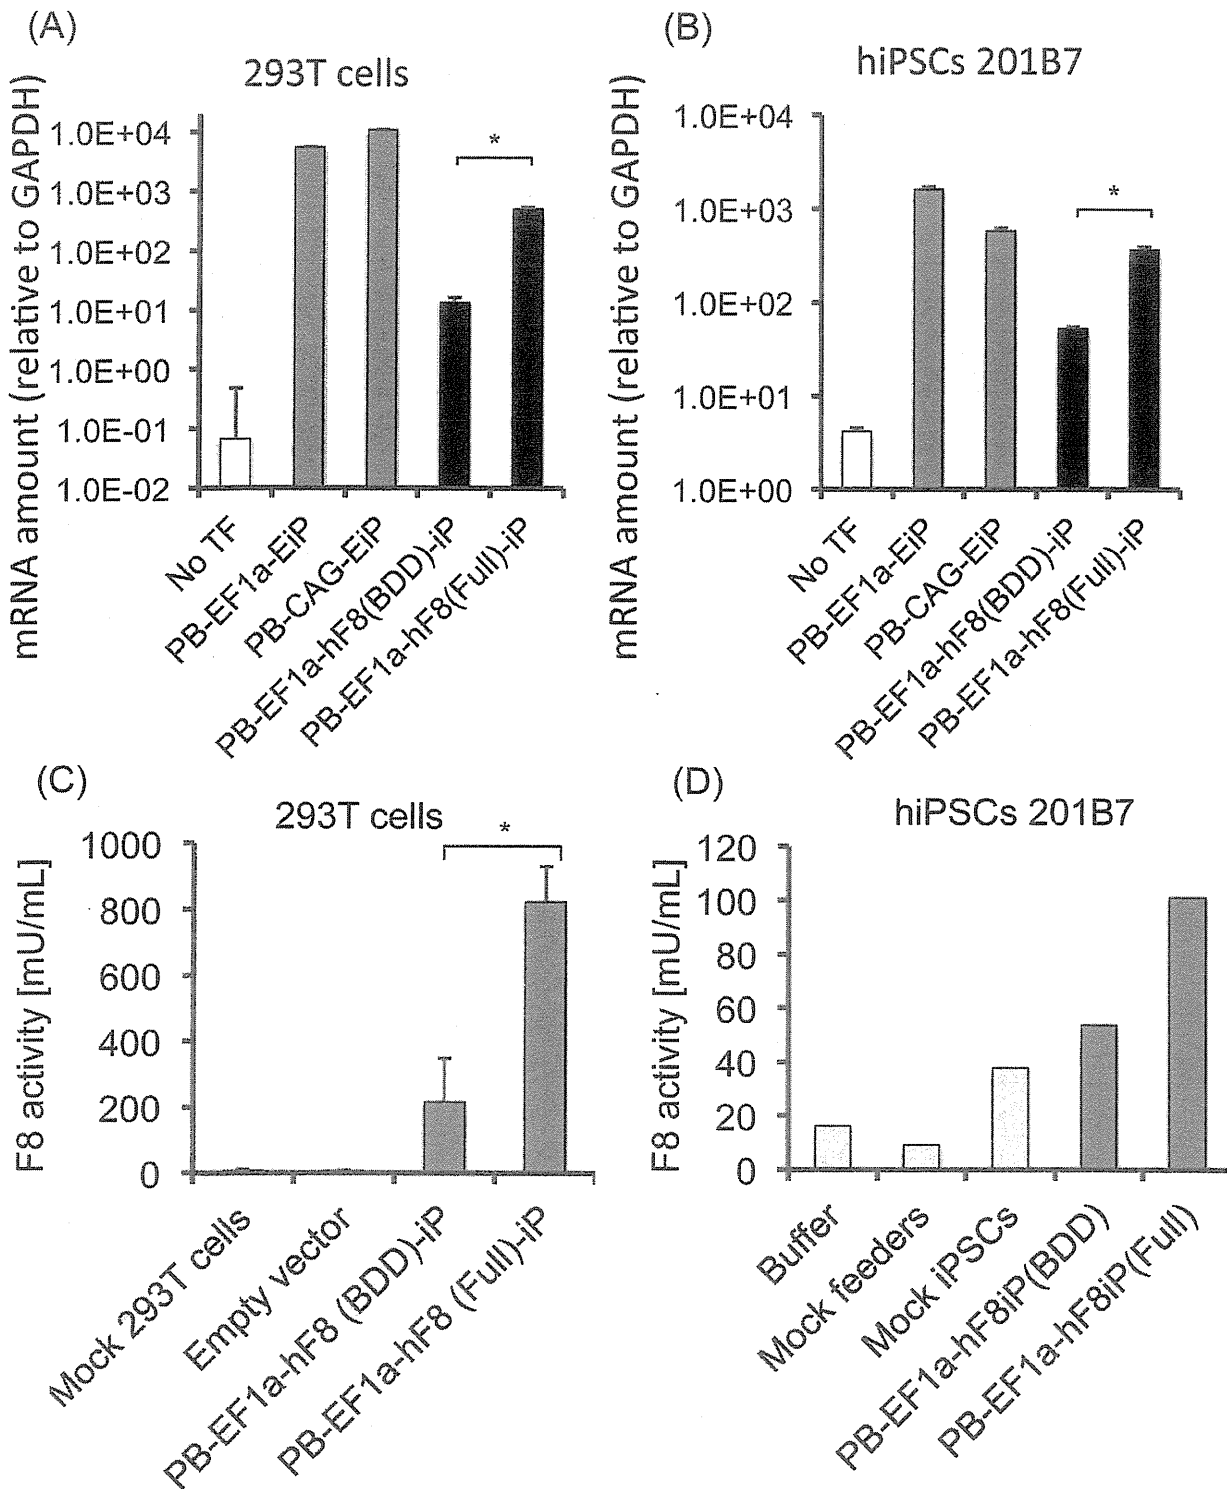 (A)
293T cells
mRNA amount (relative to GAPDH)
1.0E+04
1.0E+03
1.0E+02
1.0E+01
1.0E+00
1.0E-01
1.0E-02
*
No TF
PB-EF1a-EiP
PB-CAG-EiP
PB-EF1a-hF8(BDD)-iP
PB-EF1a-hF8(Full)-iP
(B)
hiPSCs 201B7
mRNA amount (relative to GAPDH)
1.0E+04
1.0E+03
1.0E+02
1.0E+01
1.0E+00
*
No TF
PB-EF1a-EiP
PB-CAG-EiP
PB-EF1a-hF8(BDD)-iP
PB-EF1a-hF8(Full)-iP
(C)
293T cells
F8 activity [mU/mL]
1000
800
600
400
200
0
*
Mock 293T cells
Empty vector
PB-EF1a-hF8 (BDD)-iP
PB-EF1a-hF8 (Full)-iP
(D)
hiPSCs 201B7
F8 activity [mU/mL]
120
100
80
60
40
20
0
Buffer
Mock feeders
Mock iPSCs
PB-EF1a-hF8iP(BDD)
PB-EF1a-hF8iP(Full)